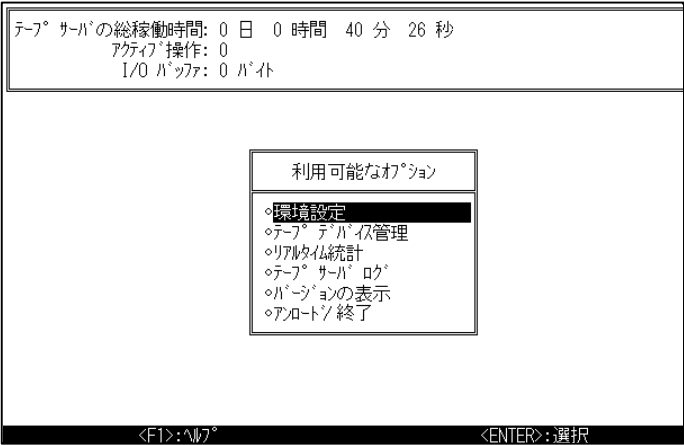 ﾃｰﾌﾟ ｻｰﾊﾞの総稼働時間: 0 日 0 時間 40 分 26 秒
ｱｸﾃｨﾌﾞ操作: 0
I/O ﾊﾞｯﾌｧ: 0 ﾊﾞｲﾄ
利用可能なｵﾌﾟｼｮﾝ
◦環境設定
◦ﾃｰﾌﾟ ﾃﾞﾊﾞｲｽ管理
◦ﾘｱﾙﾀｲﾑ統計
◦ﾃｰﾌﾟ ｻｰﾊﾞ ﾛｸﾞ
◦ﾊﾞｰｼﾞｮﾝの表示
◦ｱﾝﾛｰﾄﾞ/終了
<F1>:ﾍﾙﾌﾟ <ENTER>:選択